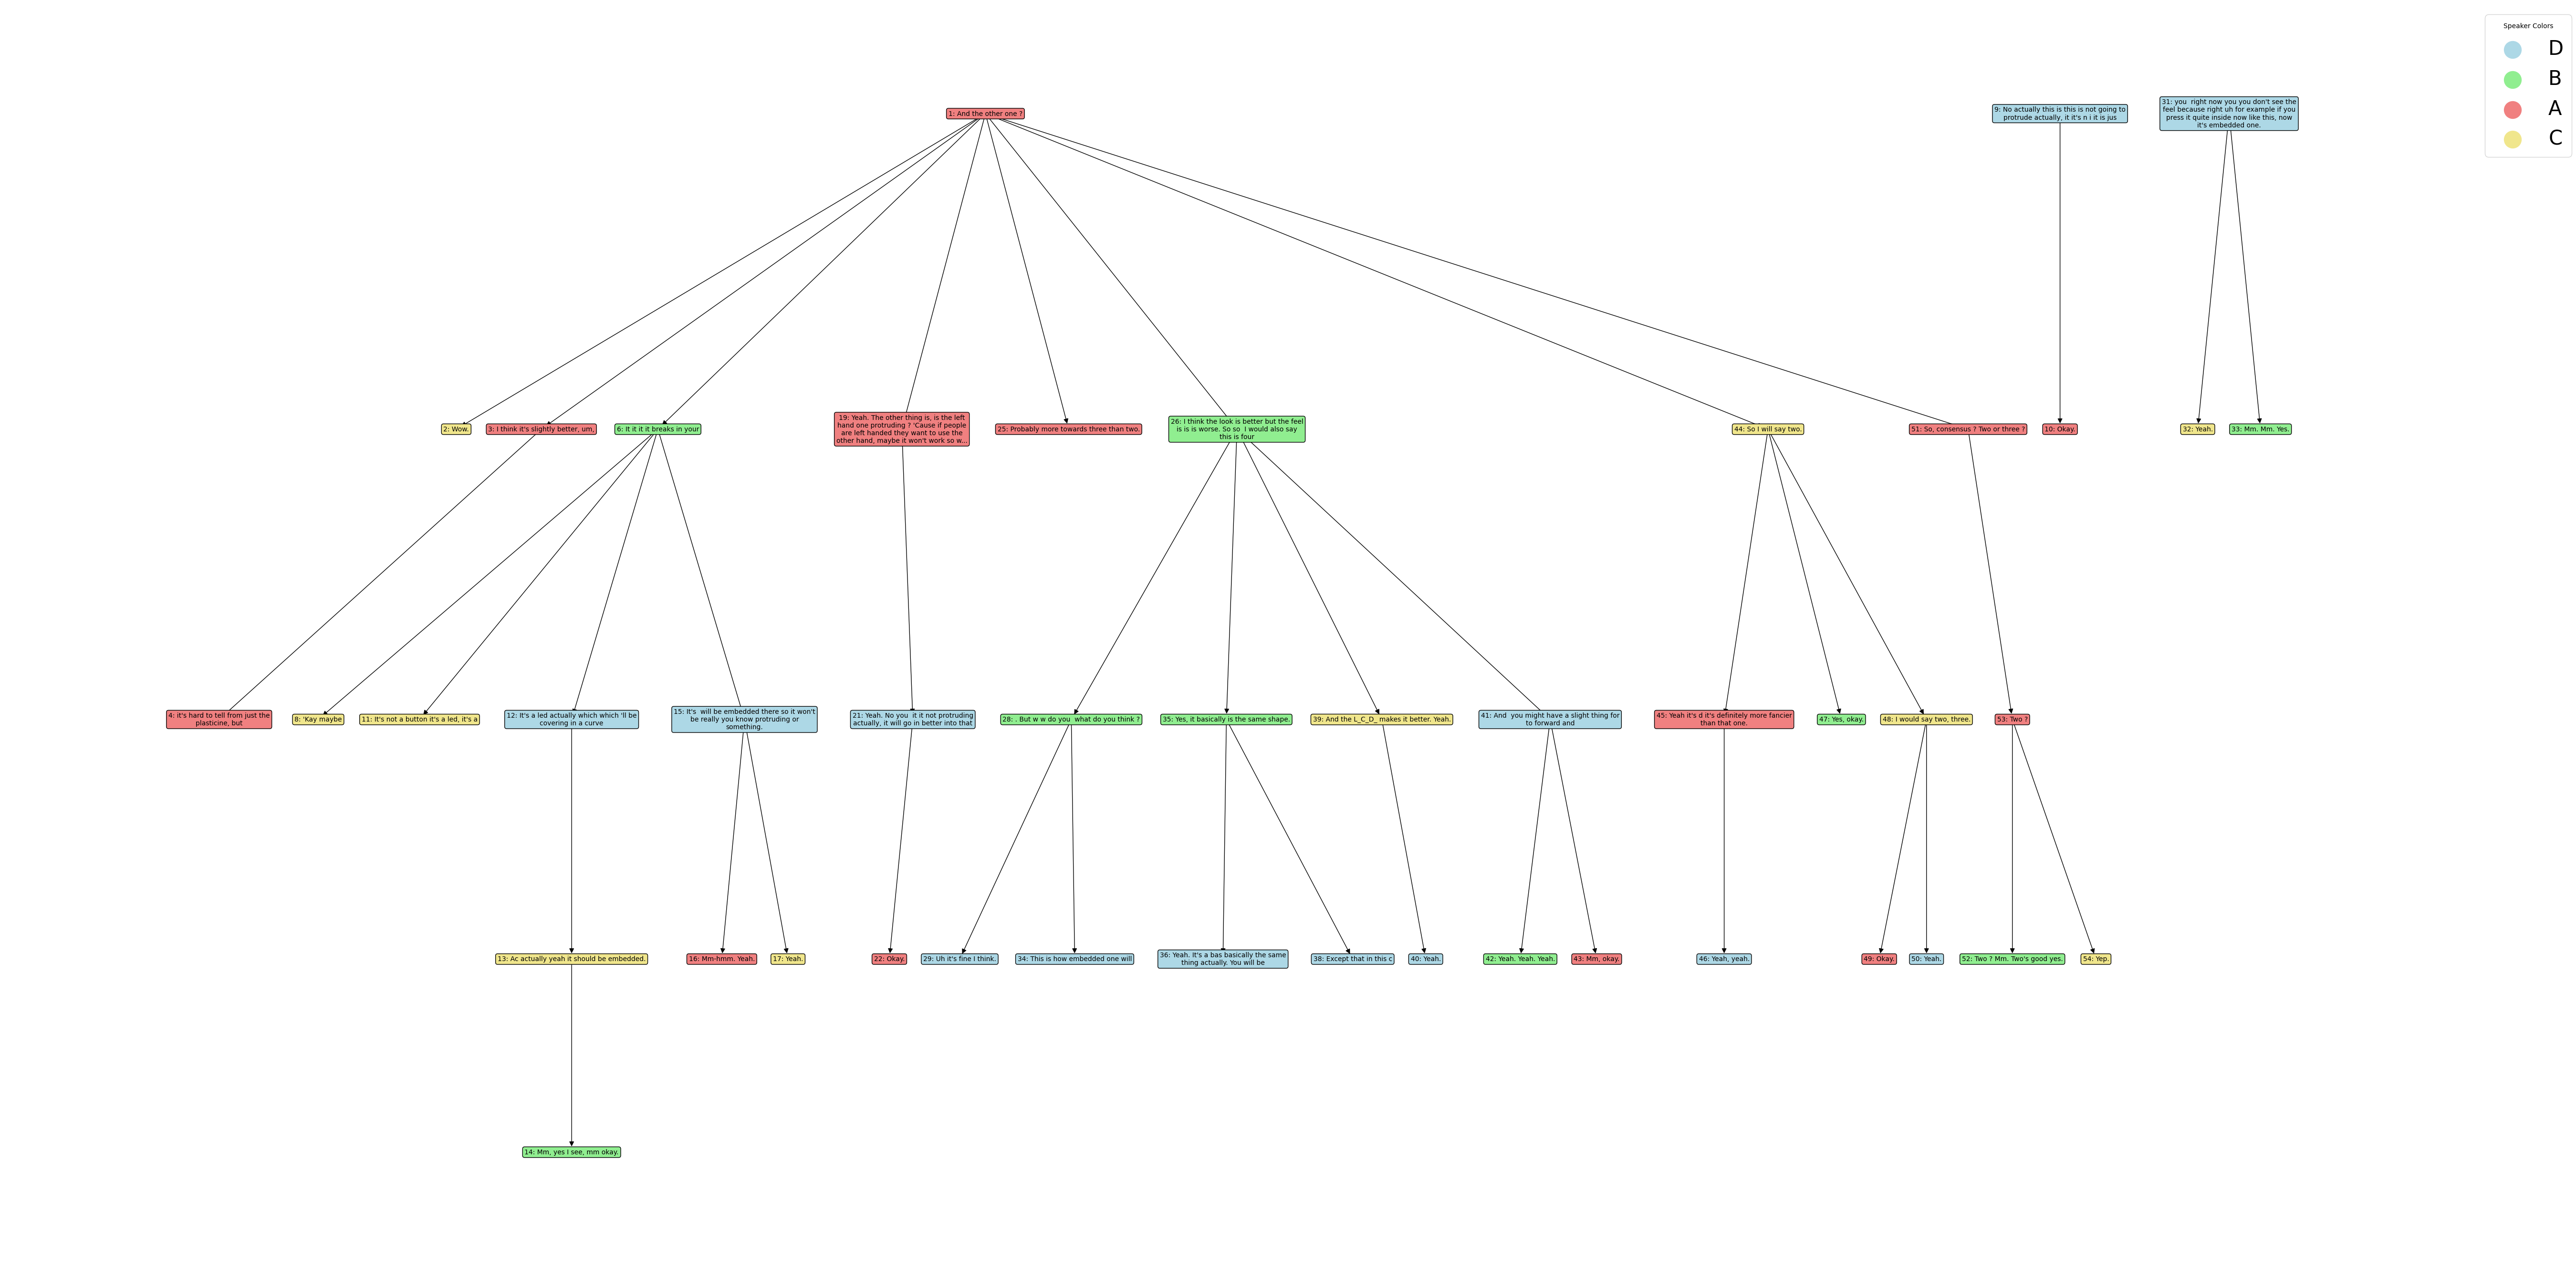 Speaker Colors
D
B
A
C
1: And the other one ?
9: No actually this is this is not going to
protrude actually, it it's n i it is jus
31: you  right now you you don't see the
feel because right uh for example if you
press it quite inside now like this, now
it's embedded one.
2: Wow.
3: I think it's slightly better, um,
6: It it it it breaks in your
19: Yeah. The other thing is, is the left
hand one protruding ? 'Cause if people
are left handed they want to use the
other hand, maybe it won't work so w...
25: Probably more towards three than two.
26: I think the look is better but the feel
is is is worse. So so  I would also say
this is four
44: So I will say two.
51: So, consensus ? Two or three ?
10: Okay.
32: Yeah.
33: Mm. Mm. Yes.
4: it's hard to tell from just the
plasticine, but
8: 'Kay maybe
11: It's not a button it's a led, it's a
12: It's a led actually which which 'll be
covering in a curve
15: It's  will be embedded there so it won't
be really you know protruding or
something.
21: Yeah. No you  it it not protruding
actually, it will go in better into that
28: . But w w do you  what do you think ?
35: Yes, it basically is the same shape.
39: And the L_C_D_ makes it better. Yeah.
41: And  you might have a slight thing for
to forward and
45: Yeah it's d it's definitely more fancier
than that one.
47: Yes, okay.
48: I would say two, three.
53: Two ?
13: Ac actually yeah it should be embedded.
16: Mm-hmm. Yeah.
17: Yeah.
22: Okay.
29: Uh it's fine I think.
34: This is how embedded one will
36: Yeah. It's a bas basically the same
thing actually. You will be
38: Except that in this c
40: Yeah.
42: Yeah. Yeah. Yeah.
43: Mm, okay.
46: Yeah, yeah.
49: Okay.
50: Yeah.
52: Two ? Mm. Two's good yes.
54: Yep.
14: Mm, yes I see, mm okay.